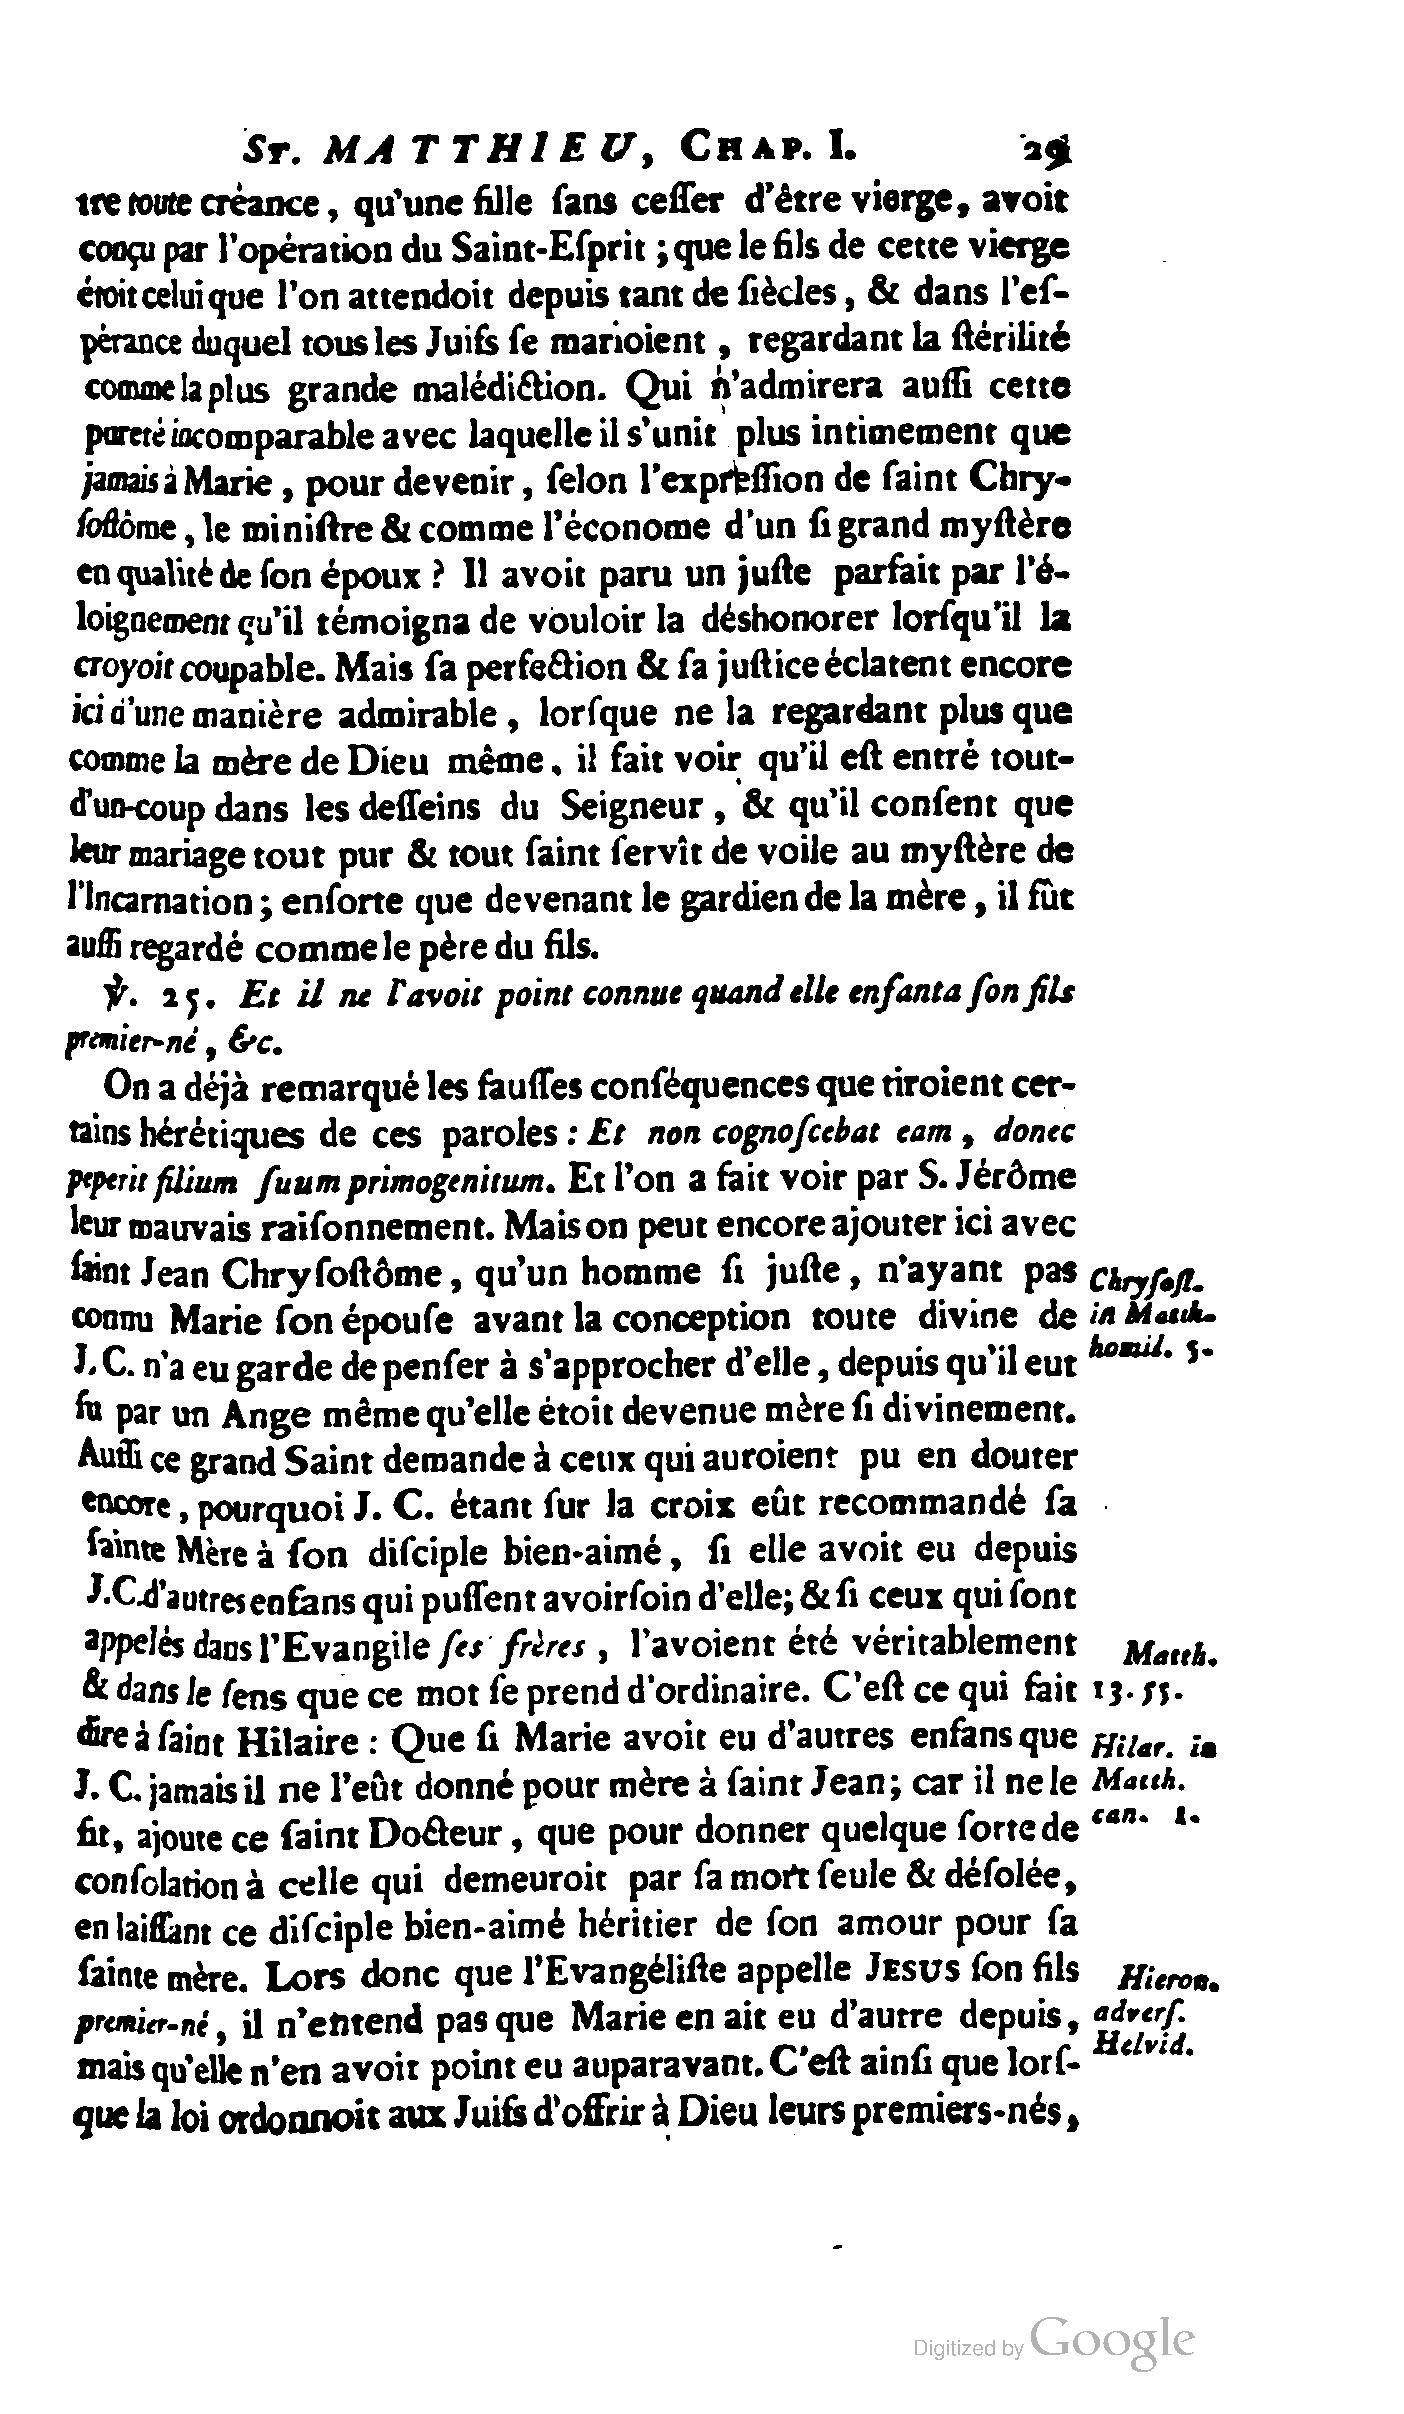 St. MATTHIEU, Chap. I. 29
tre toute créance, qu'une fille ſans ceſſer d'être vierge, avoit
conçu par l'opération du Saint-Eſprit ; que le fils de cette vierge
étoit celui que l'on attendoit depuis tant de ſiècles, & dans l'eſ-
pérance duquel tous les Juifs ſe marioient, regardant la ſtérilité
comme la plus grande malédiction. Qui n'admirera auſſi cette
pureté incomparable avec laquelle il s'unit plus intimement que
jamais à Marie, pour devenir, ſelon l'expreſſion de ſaint Chry-
ſoſtôme, le miniſtre & comme l'économe d'un ſi grand myſtère
en qualité de ſon époux ? Il avoit paru un juſte parfait par l'é-
loignement qu'il témoigna de vouloir la déshonorer lorſqu'il la
croyoit coupable. Mais ſa perfection & ſa juſtice éclatent encore
ici d'une manière admirable, lorſque ne la regardant plus que
comme la mère de Dieu même, il fait voir qu'il eſt entré tout-
d'un-coup dans les deſſeins du Seigneur, & qu'il conſent que
leur mariage tout pur & tout ſaint ſervît de voile au myſtère de
l'Incarnation ; enſorte que devenant le gardien de la mère, il fût
auſſi regardé comme le père du fils.
℣. 25. Et il ne l'avoit point connue quand elle enfanta ſon fils
premier-né, &c.
On a déjà remarqué les fauſſes conſéquences que tiroient cer-
tains hérétiques de ces paroles : Et non cognoſcebat eam, donec
peperit filium ſuum primogenitum. Et l'on a fait voir par S. Jérôme
leur mauvais raiſonnement. Mais on peut encore ajouter ici avec
ſaint Jean Chryſoſtôme, qu'un homme ſi juſte, n'ayant pas
connu Marie ſon épouſe avant la conception toute divine de
J. C. n'a eu garde de penſer à s'approcher d'elle, depuis qu'il eut
ſu par un Ange même qu'elle étoit devenue mère ſi divinement.
Auſſi ce grand Saint demande à ceux qui auroient pu en douter
encore, pourquoi J. C. étant ſur la croix eût recommandé ſa
ſainte Mère à ſon diſciple bien-aimé, ſi elle avoit eu depuis
J. C. d'autres enfans qui puſſent avoir ſoin d'elle; & ſi ceux qui ſont
appelés dans l'Evangile ſes frères, l'avoient été véritablement
& dans le ſens que ce mot ſe prend d'ordinaire. C'eſt ce qui fait
dire à ſaint Hilaire : Que ſi Marie avoit eu d'autres enfans que
J. C. jamais il ne l'eût donné pour mère à ſaint Jean; car il ne le
fit, ajoute ce ſaint Docteur, que pour donner quelque ſorte de
conſolation à celle qui demeuroit par ſa mort ſeule & déſolée,
en laiſſant ce diſciple bien-aimé héritier de ſon amour pour ſa
ſainte mère. Lors donc que l'Evangéliſte appelle JESUS ſon fils
premier-né, il n'entend pas que Marie en ait eu d'autre depuis,
mais qu'elle n'en avoit point eu auparavant. C'eſt ainſi que lorſ-
que la loi ordonnoit aux Juifs d'offrir à Dieu leurs premiers-nés,
Chryſoſt.
in Matth.
homil. 5.
Matth.
13. 55.
Hilar. in
Matth.
can. 1.
Hieron.
adverſ.
Helvid.
Digitized by Google